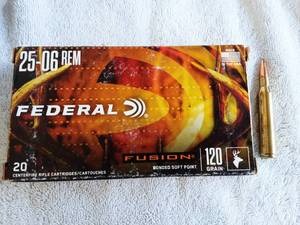 25-06 REM
FEDERAL
FUSION
120
GRAIN
20
CENTERFIRE RIFLE CARTRIDGES/CARTOUCHES
BONDED SOFT POINT